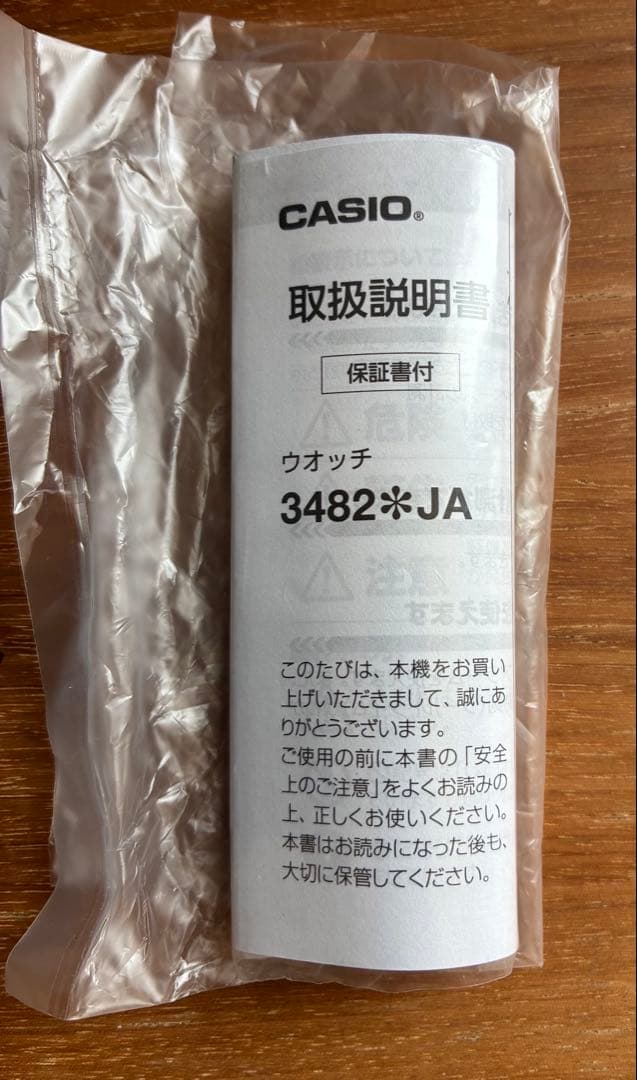 CASIO®
取扱説明書
保証書付
ウオッチ
3482✻JA
このたびは、本機をお買い
上げいただきまして、誠にあ
りがとうございます。
ご使用の前に本書の「安全
上のご注意」をよくお読みの
上、正しくお使いください。
本書はお読みになった後も、
大切に保管してください。
危険
注意